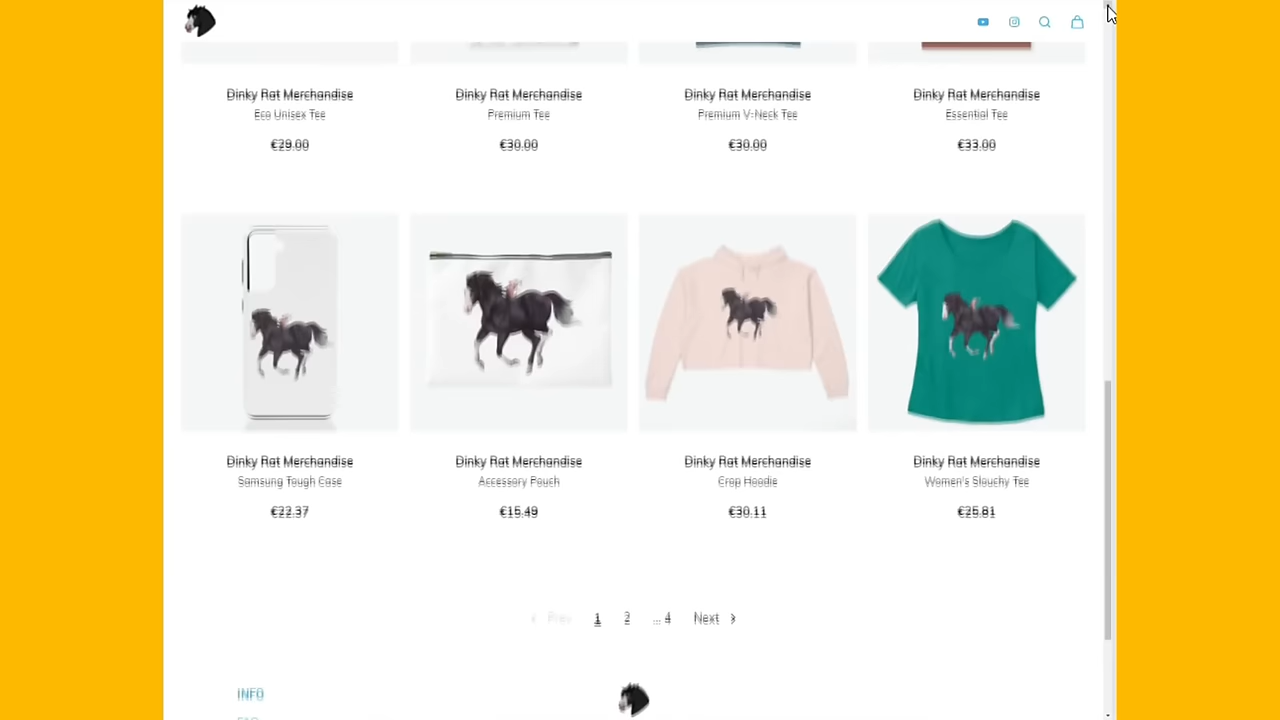 Dinky Rat Merchandise Dinky Rat Merchandise Dinky Rat Merchandise Dinky Rat Merchandise
Eco Unisex Tee Premium Tee Premium V-Neck Tee Essential Tee
€29.00 €30.00 €30.00 €33.00
Dinky Rat Merchandise Dinky Rat Merchandise Dinky Rat Merchandise Dinky Rat Merchandise
Samsung Tough Case Accessory Pouch Crop Hoodie Women's Slouchy Tee
€22.37 €15.49 €30.11 €25.81
‹ Prev 1 2 ... 4 Next ›
INFO
FAQ